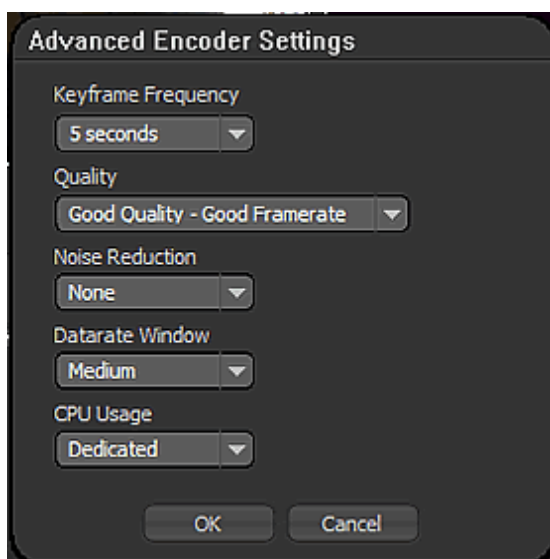 Advanced Encoder Settings
Keyframe Frequency
5 seconds
Quality
Good Quality - Good Framerate
Noise Reduction
None
Datarate Window
Medium
CPU Usage
Dedicated
OK Cancel